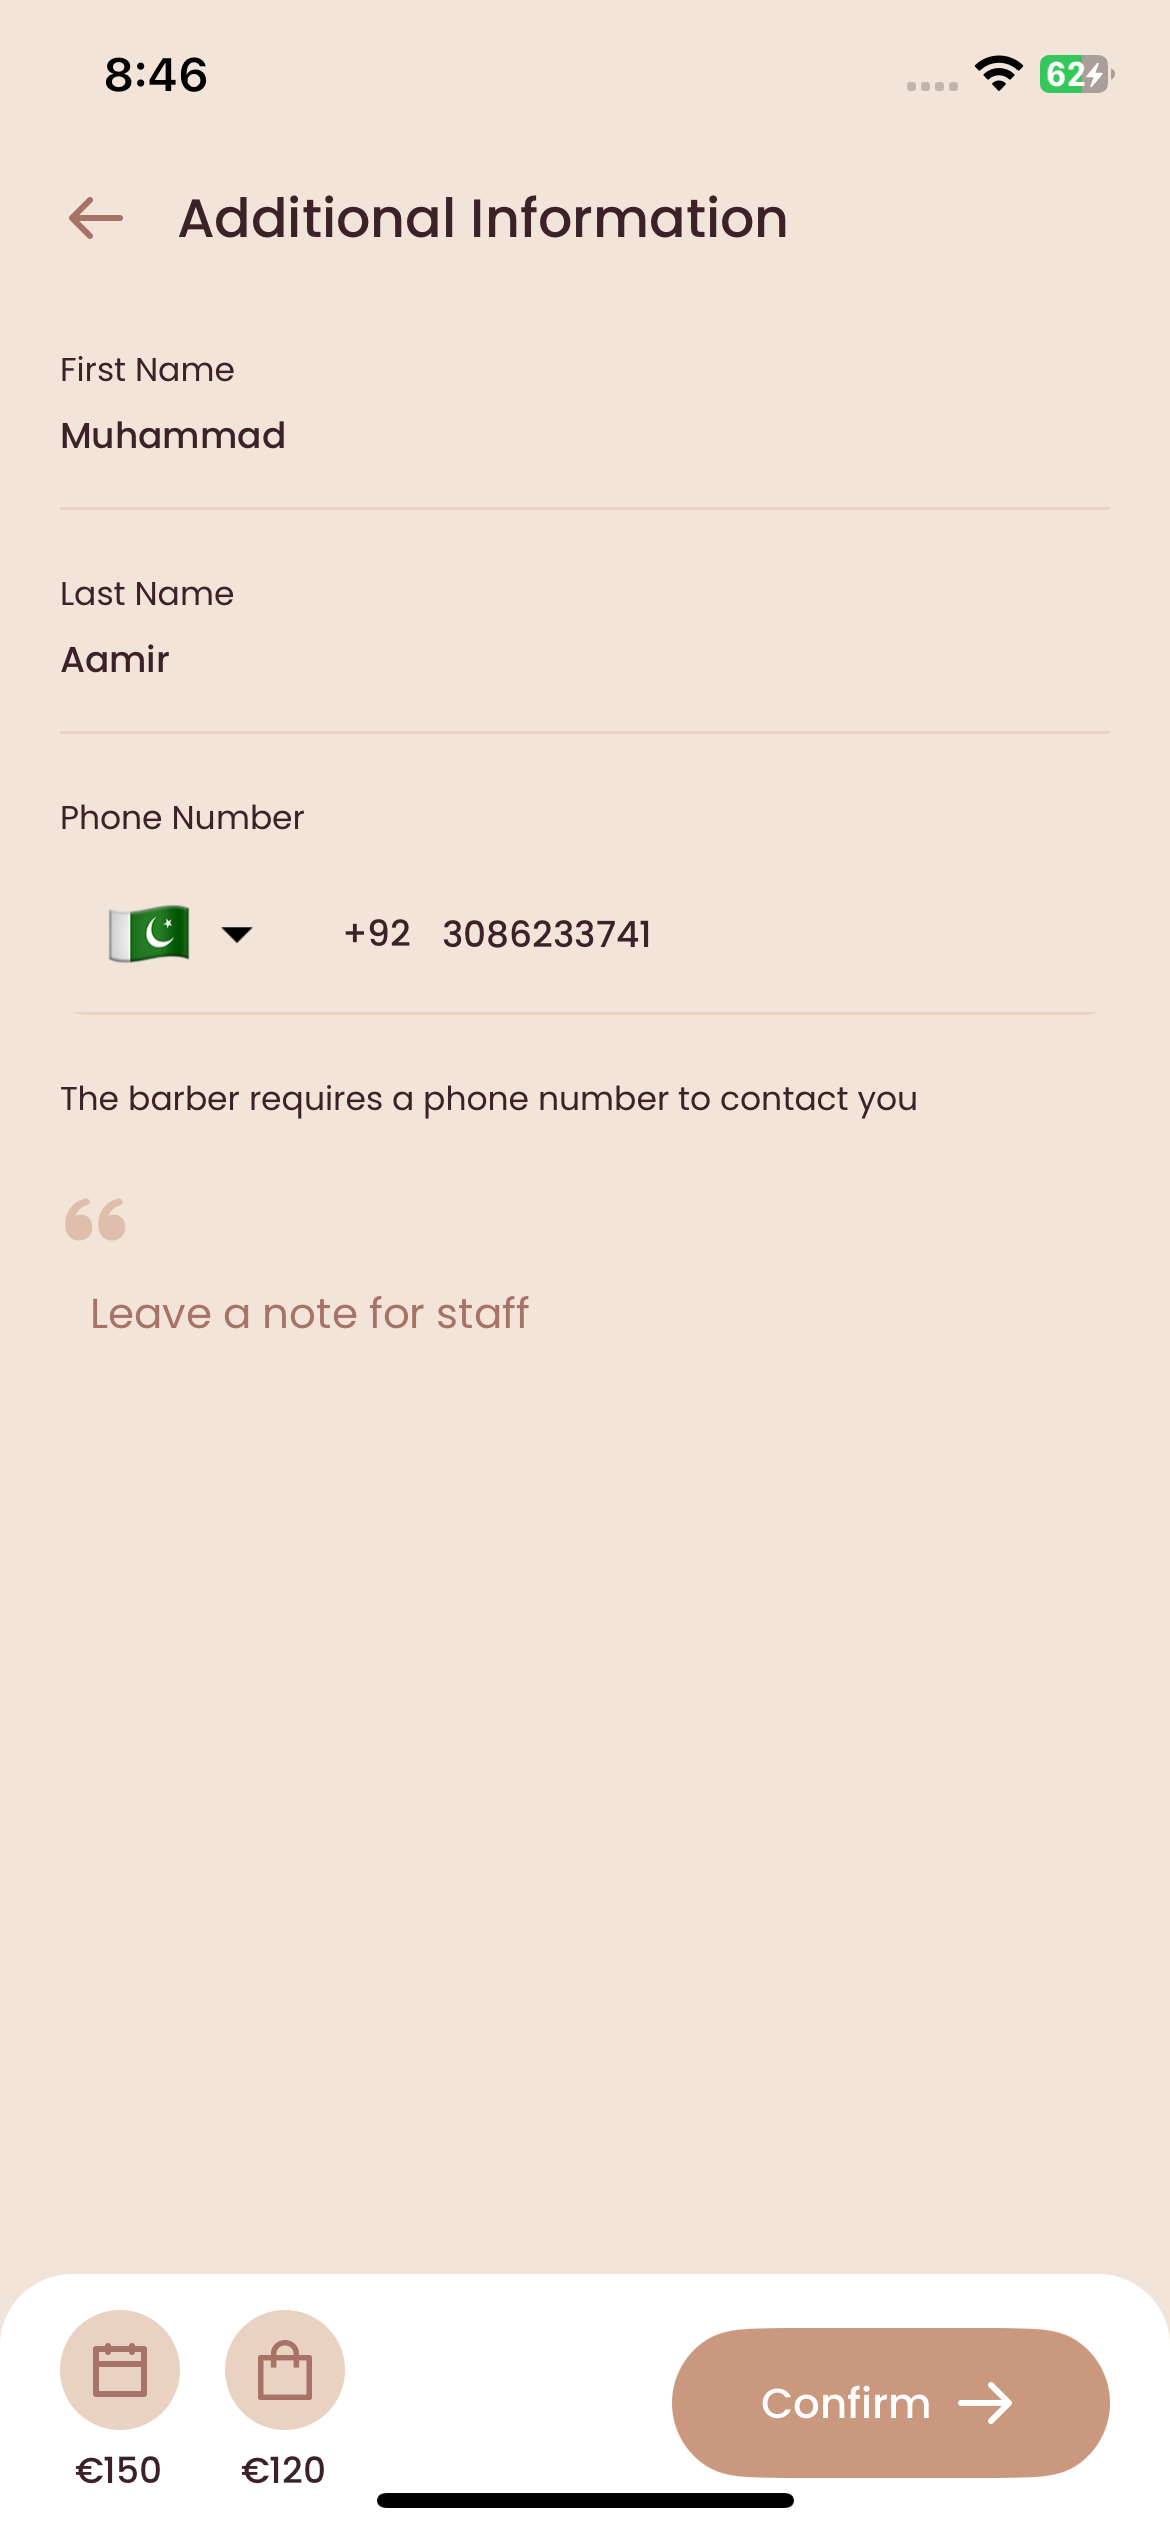 8:46
62
Additional Information
First Name
Muhammad
Last Name
Aamir
Phone Number
+92 3086233741
The barber requires a phone number to contact you
“
Leave a note for staff
€150 €120
Confirm